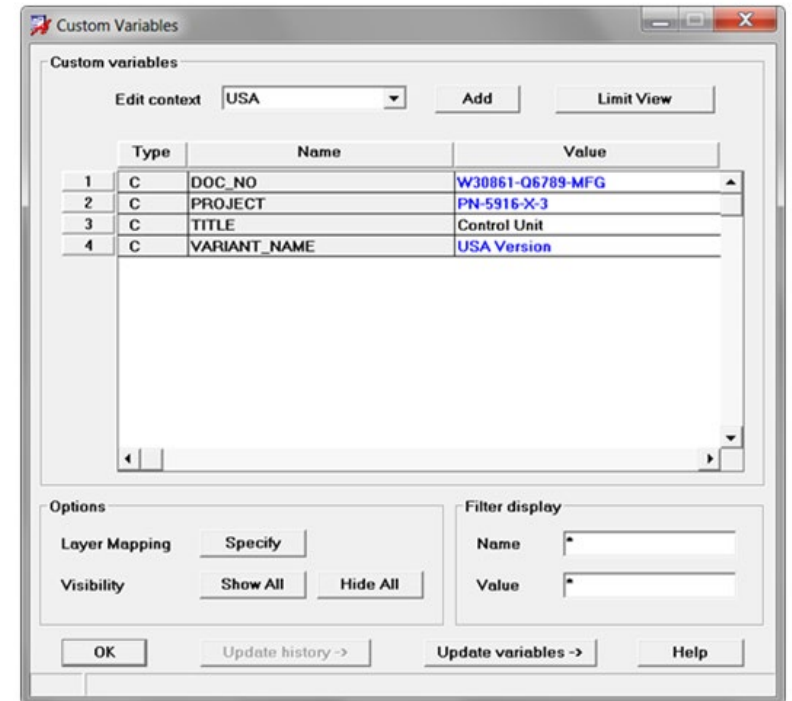 Custom Variables
Custom variables
Edit context USA Add Limit View
Type Name Value
1 C DOC_NO W30861-Q6789-MFG
2 C PROJECT PN-5916-X-3
3 C TITLE Control Unit
4 C VARIANT_NAME USA Version
Options Filter display
Layer Mapping Specify Name *
Visibility Show All Hide All Value *
OK Update history -> Update variables -> Help